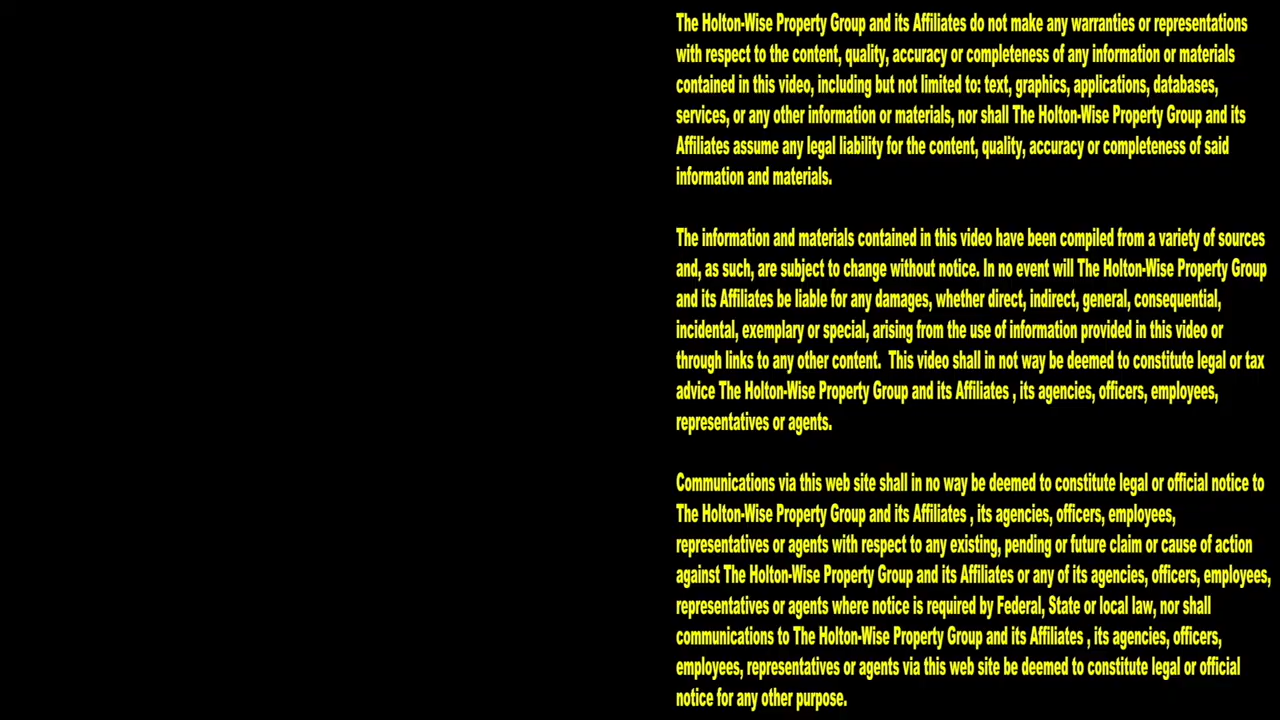 The Holton-Wise Property Group and its Affiliates do not make any warranties or representations
with respect to the content, quality, accuracy or completeness of any information or materials
contained in this video, including but not limited to: text, graphics, applications, databases,
services, or any other information or materials, nor shall The Holton-Wise Property Group and its
Affiliates assume any legal liability for the content, quality, accuracy or completeness of said
information and materials.
The information and materials contained in this video have been compiled from a variety of sources
and, as such, are subject to change without notice. In no event will The Holton-Wise Property Group
and its Affiliates be liable for any damages, whether direct, indirect, general, consequential,
incidental, exemplary or special, arising from the use of information provided in this video or
through links to any other content.  This video shall in not way be deemed to constitute legal or tax
advice The Holton-Wise Property Group and its Affiliates , its agencies, officers, employees,
representatives or agents.
Communications via this web site shall in no way be deemed to constitute legal or official notice to
The Holton-Wise Property Group and its Affiliates , its agencies, officers, employees,
representatives or agents with respect to any existing, pending or future claim or cause of action
against The Holton-Wise Property Group and its Affiliates or any of its agencies, officers, employees,
representatives or agents where notice is required by Federal, State or local law, nor shall
communications to The Holton-Wise Property Group and its Affiliates , its agencies, officers,
employees, representatives or agents via this web site be deemed to constitute legal or official
notice for any other purpose.